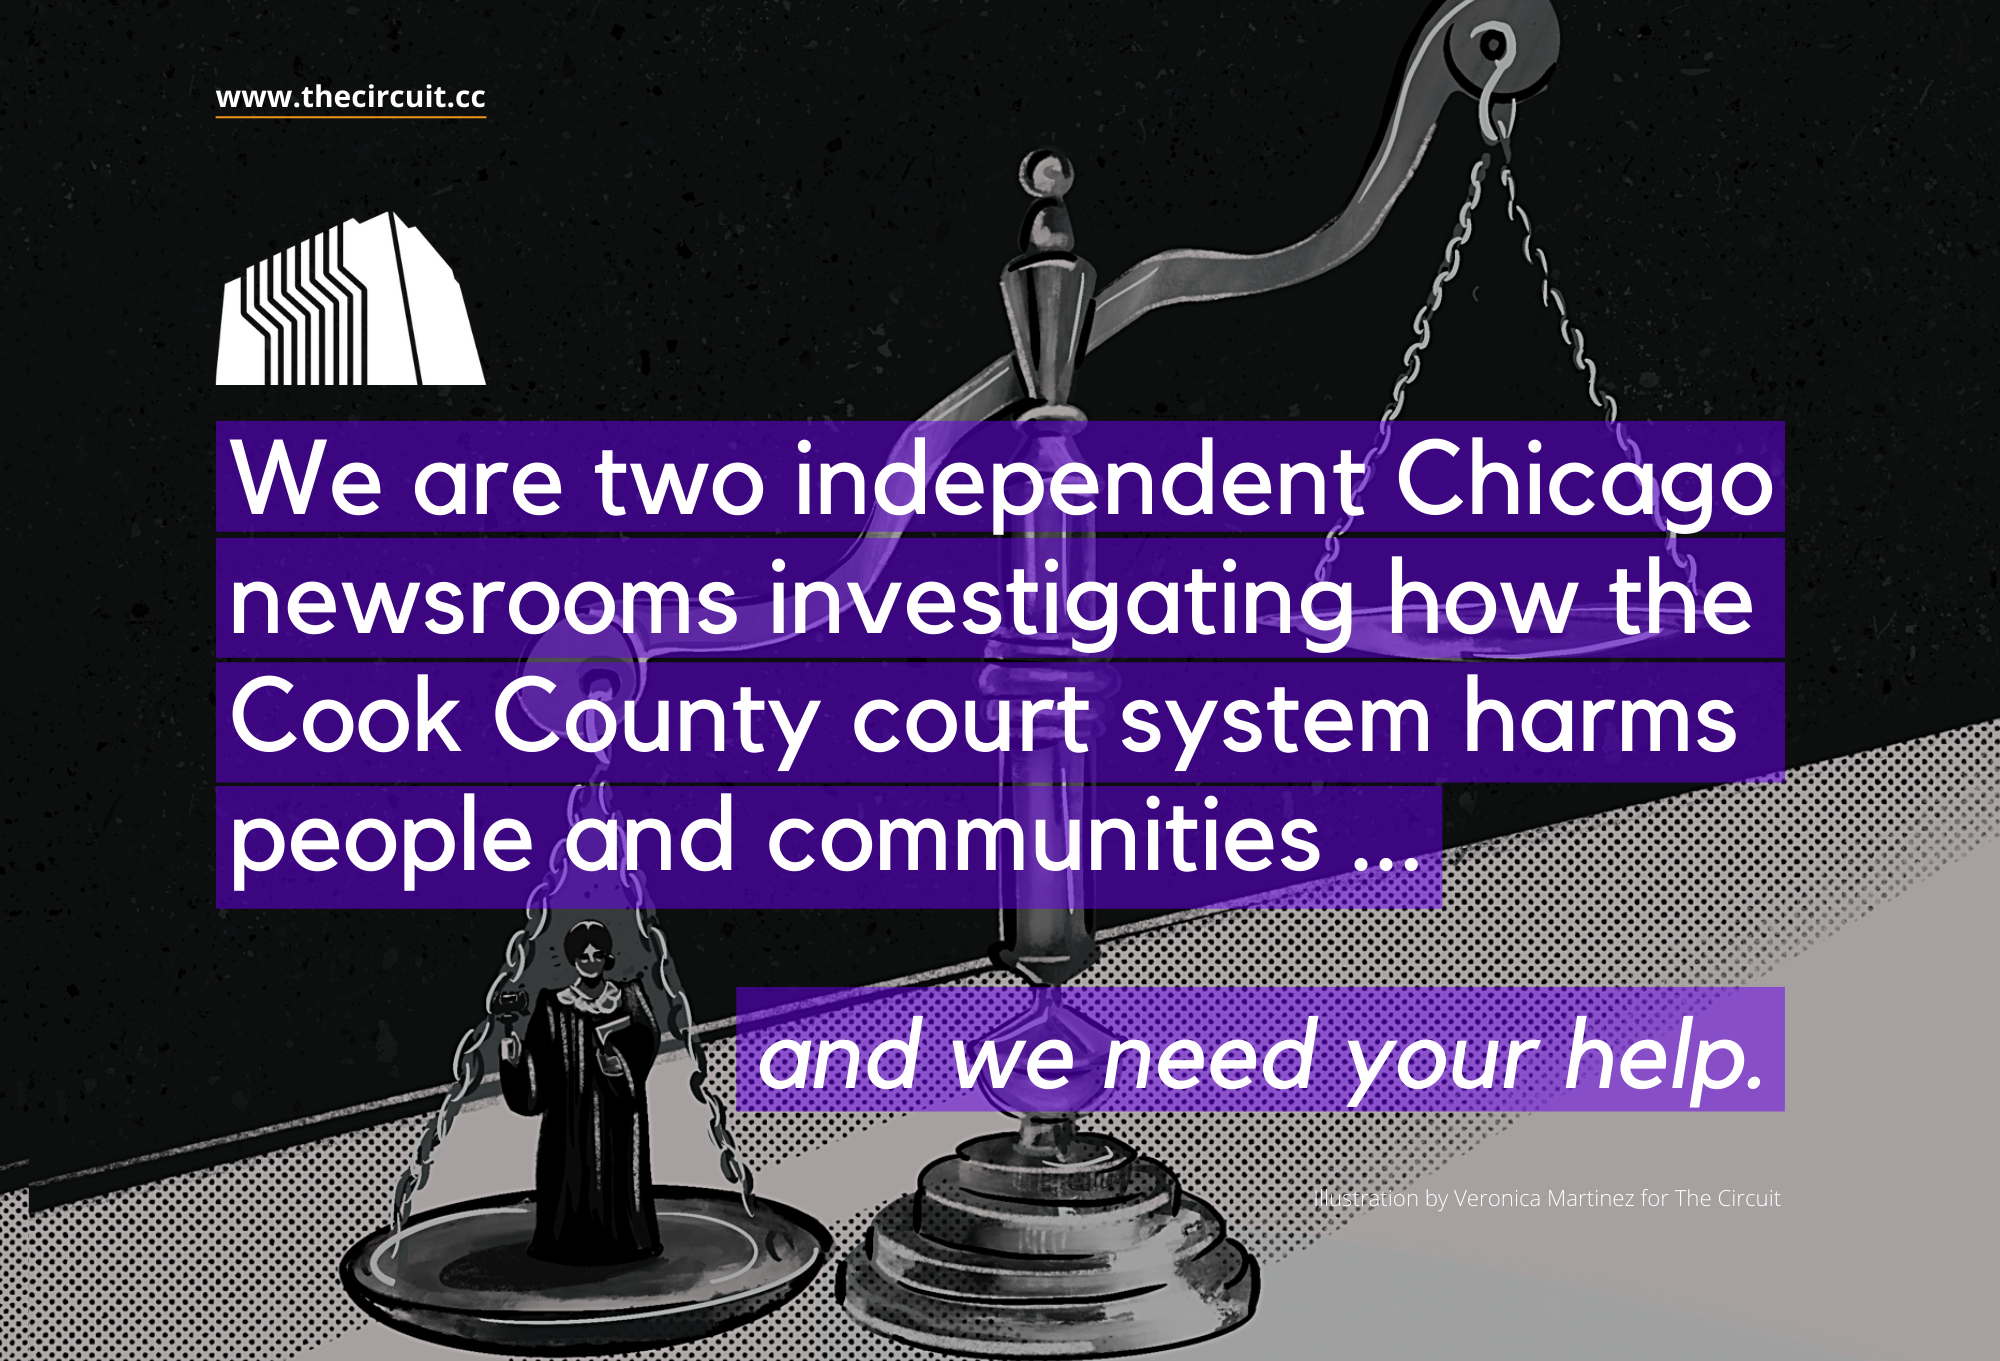 www.thecircuit.cc
We are two independent Chicago
newsrooms investigating how the
Cook County court system harms
people and communities ...
and we need your help.
Illustration by Veronica Martinez for The Circuit